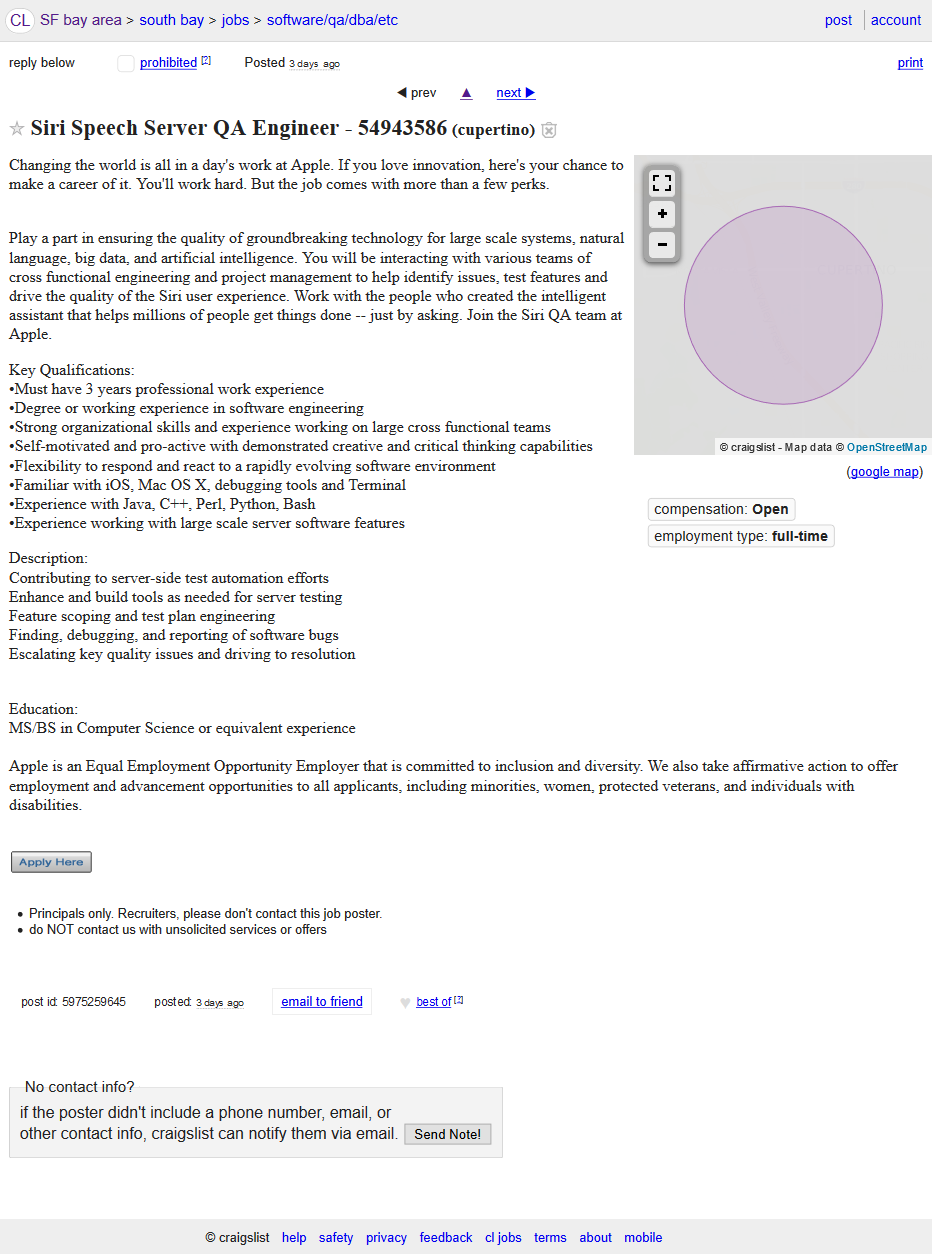 CL SF bay area > south bay > jobs > software/qa/dba/etc post account
reply below prohibited [?] Posted 3 days ago print
◀ prev ▲ next ▶
☆ Siri Speech Server QA Engineer - 54943586 (cupertino)
Changing the world is all in a day's work at Apple. If you love innovation, here's your chance to
make a career of it. You'll work hard. But the job comes with more than a few perks.
Play a part in ensuring the quality of groundbreaking technology for large scale systems, natural
language, big data, and artificial intelligence. You will be interacting with various teams of
cross functional engineering and project management to help identify issues, test features and
drive the quality of the Siri user experience. Work with the people who created the intelligent
assistant that helps millions of people get things done -- just by asking. Join the Siri QA team at
Apple.
Key Qualifications:
•Must have 3 years professional work experience
•Degree or working experience in software engineering
•Strong organizational skills and experience working on large cross functional teams
•Self-motivated and pro-active with demonstrated creative and critical thinking capabilities
•Flexibility to respond and react to a rapidly evolving software environment
•Familiar with iOS, Mac OS X, debugging tools and Terminal
•Experience with Java, C++, Perl, Python, Bash
•Experience working with large scale server software features
Description:
Contributing to server-side test automation efforts
Enhance and build tools as needed for server testing
Feature scoping and test plan engineering
Finding, debugging, and reporting of software bugs
Escalating key quality issues and driving to resolution
Education:
MS/BS in Computer Science or equivalent experience
Apple is an Equal Employment Opportunity Employer that is committed to inclusion and diversity. We also take affirmative action to offer
employment and advancement opportunities to all applicants, including minorities, women, protected veterans, and individuals with
disabilities.
+
−
© craigslist - Map data © OpenStreetMap
(google map)
compensation: Open
employment type: full-time
Apply Here
• Principals only. Recruiters, please don't contact this job poster.
• do NOT contact us with unsolicited services or offers
post id: 5975259645 posted: 3 days ago email to friend ♥ best of [?]
No contact info?
if the poster didn't include a phone number, email, or
other contact info, craigslist can notify them via email. Send Note!
© craigslist help safety privacy feedback cl jobs terms about mobile